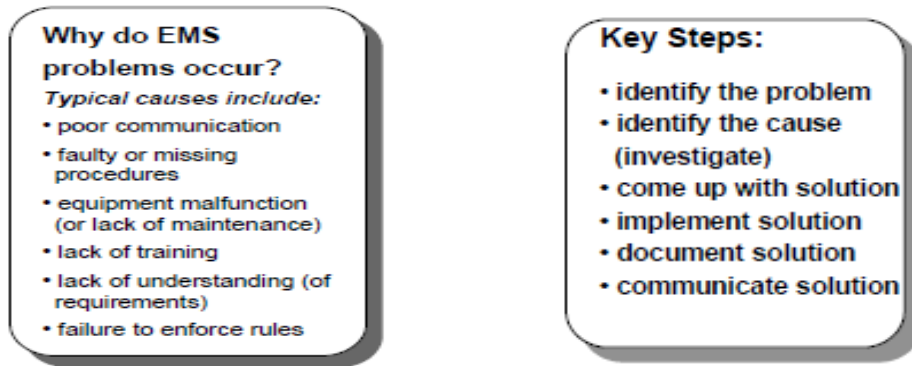 Why do EMS
problems occur?
Typical causes include:
• poor communication
• faulty or missing
procedures
• equipment malfunction
(or lack of maintenance)
• lack of training
• lack of understanding (of
requirements)
• failure to enforce rules
Key Steps:
• identify the problem
• identify the cause
(investigate)
• come up with solution
• implement solution
• document solution
• communicate solution